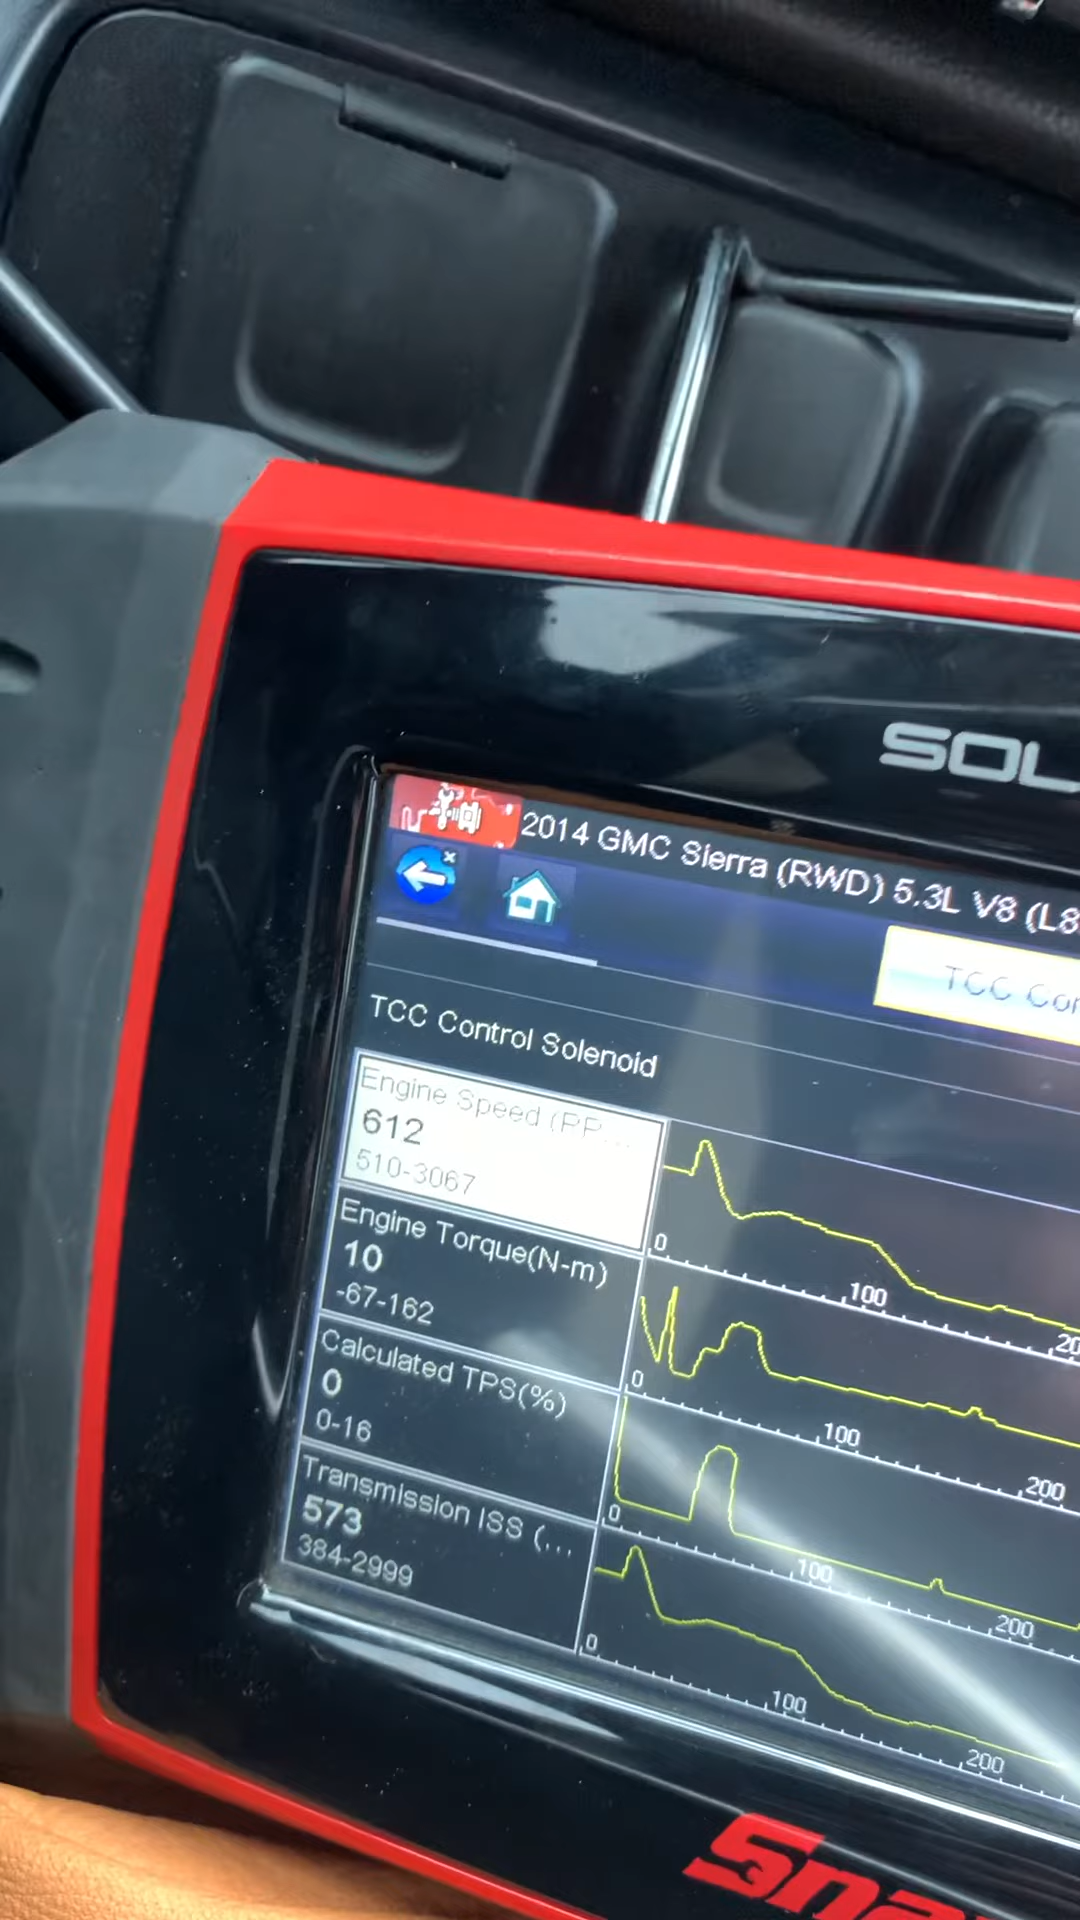 SOL
2014 GMC Sierra (RWD) 5.3L V8 (L8
TCC Con
TCC Control Solenoid
Engine Speed (RP...
612
510-3067
0
100
20
Engine Torque(N-m)
10
-67-162
0
100
200
Calculated TPS(%)
0
0-16
0
100
200
Transmission ISS (...
573
384-2999
0
100
200
Sna